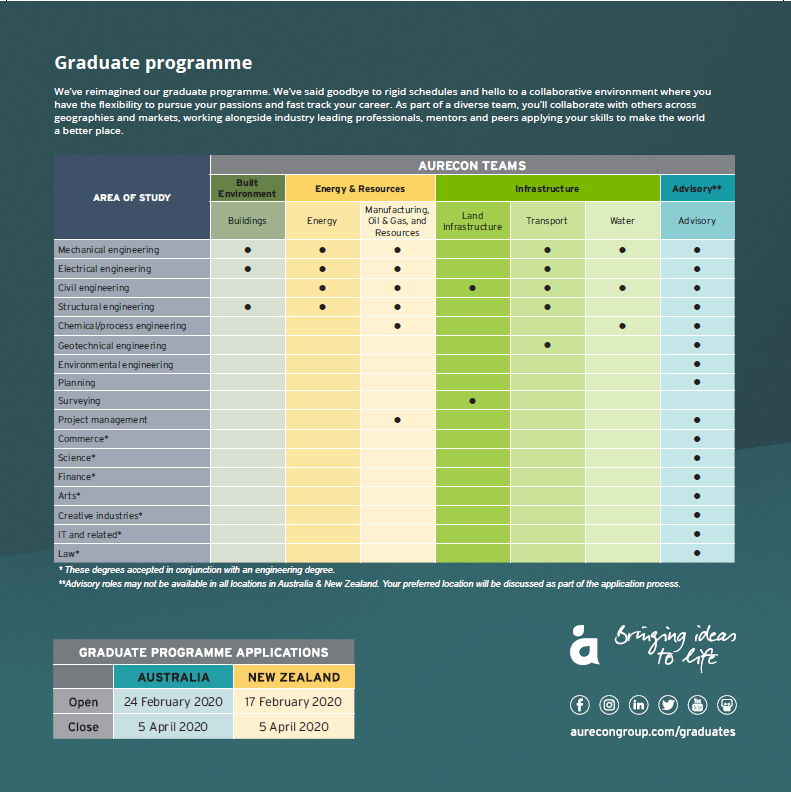 Graduate programme
We've reimagined our graduate programme. We've said goodbye to rigid schedules and hello to a collaborative environment where you
have the flexibility to pursue your passions and fast track your career. As part of a diverse team, you'll collaborate with others across
geographies and markets, working alongside industry leading professionals, mentors and peers applying your skills to make the world
a better place.
AREA OF STUDY
AURECON TEAMS
Built
Environment
Energy & Resources
Infrastructure
Advisory**
Buildings
Energy
Manufacturing,
Oil & Gas, and
Resources
Land
Infrastructure
Transport
Water
Advisory
Mechanical engineering ● ● ● ● ● ●
Electrical engineering ● ● ● ● ●
Civil engineering ● ● ● ● ● ●
Structural engineering ● ● ● ● ●
Chemical/process engineering ● ● ●
Geotechnical engineering ● ●
Environmental engineering ●
Planning ●
Surveying ●
Project management ● ●
Commerce* ●
Science* ●
Finance* ●
Arts* ●
Creative industries* ●
IT and related* ●
Law* ●
* These degrees accepted in conjunction with an engineering degree.
**Advisory roles may not be available in all locations in Australia & New Zealand. Your preferred location will be discussed as part of the application process.
GRADUATE PROGRAMME APPLICATIONS
AUSTRALIA NEW ZEALAND
Open 24 February 2020 17 February 2020
Close 5 April 2020 5 April 2020
a
Bringing ideas
to life
f in You Tube
aurecongroup.com/graduates